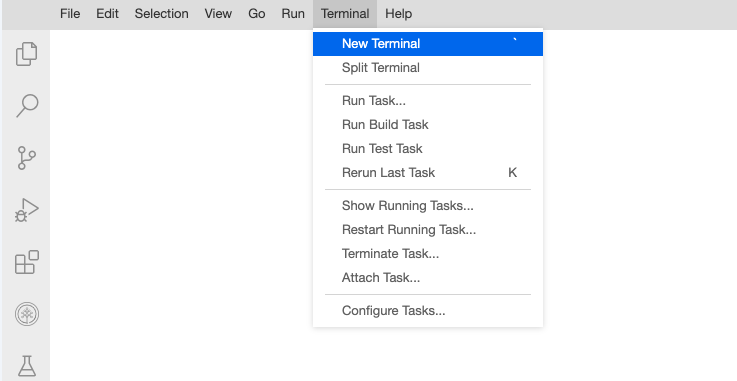 File Edit Selection View Go Run Terminal Help
New Terminal `
Split Terminal
Run Task...
Run Build Task
Run Test Task
Rerun Last Task K
Show Running Tasks...
Restart Running Task...
Terminate Task...
Attach Task...
Configure Tasks...